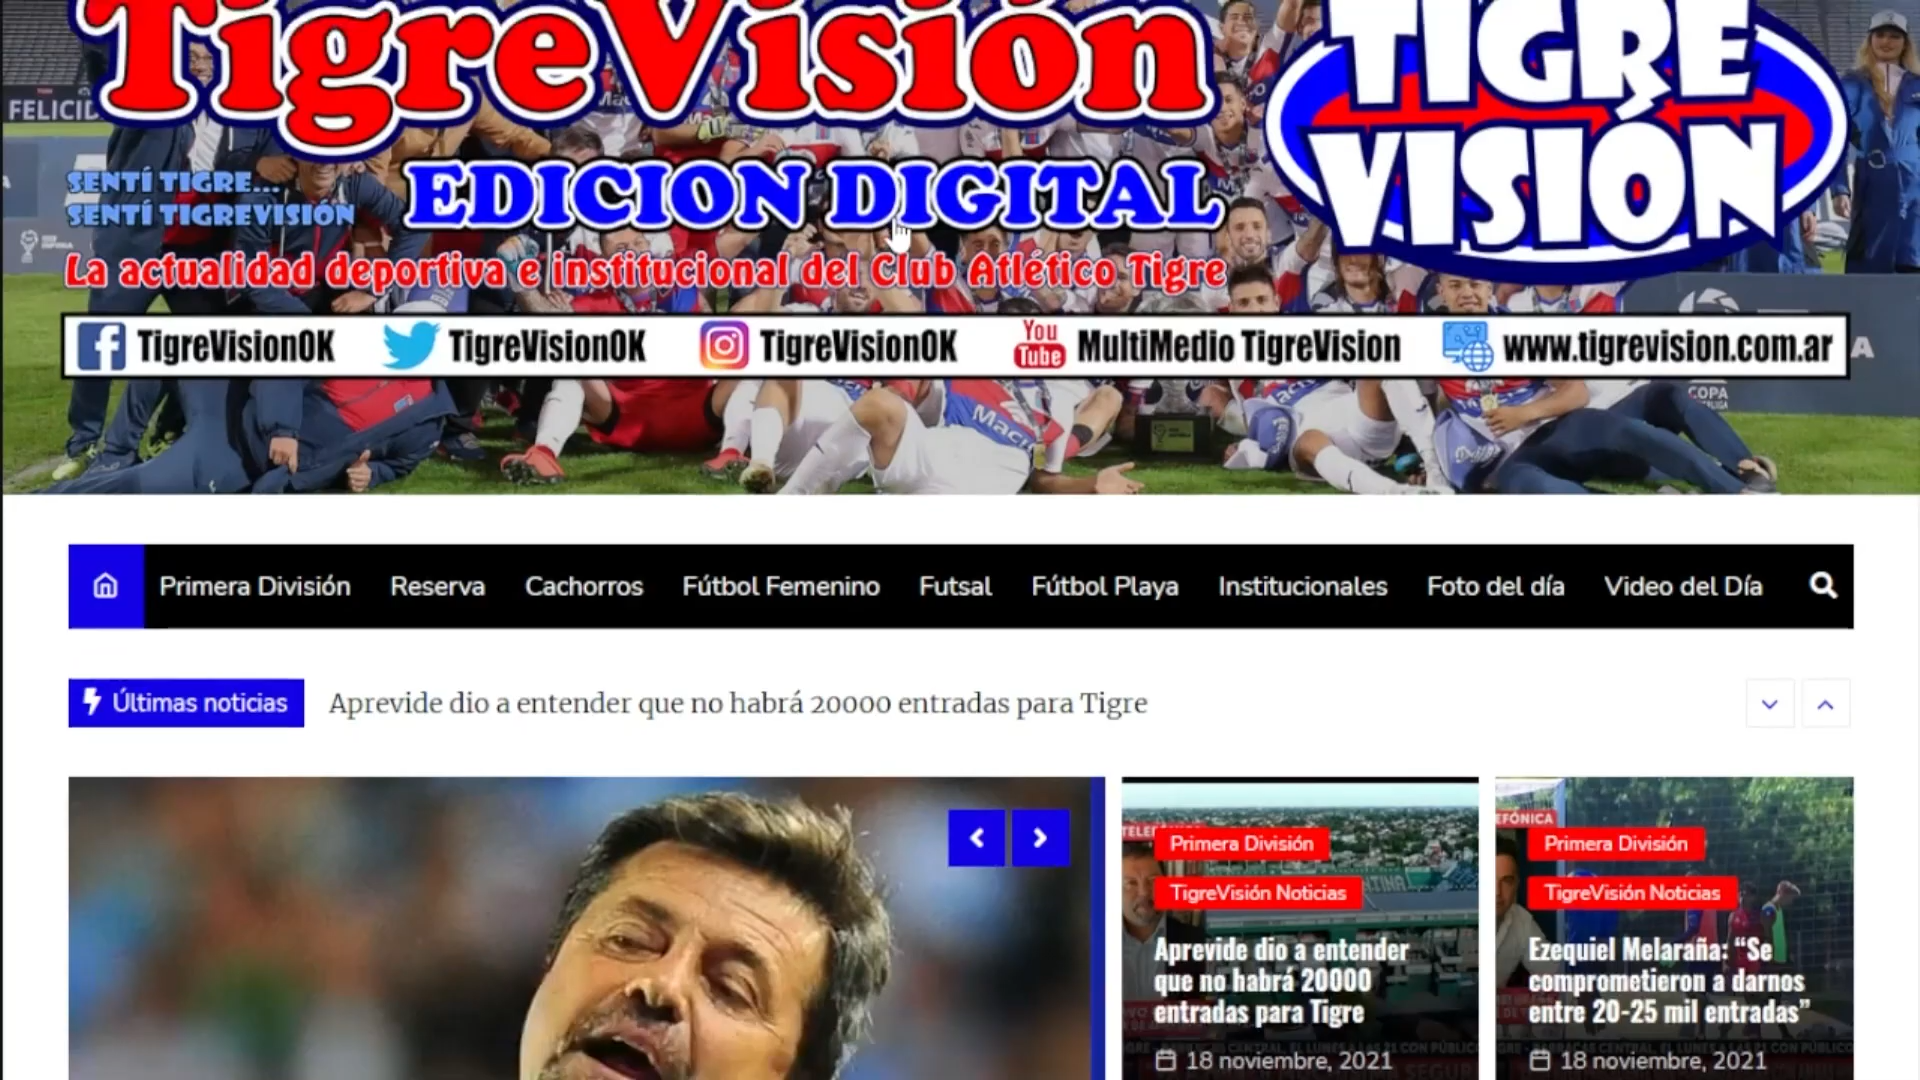 TigreVisión
TIGRE
VISIÓN
FELICID
EDICION DIGITAL
SENTÍ TIGRE...
SENTÍ TIGREVISIÓN
La actualidad deportiva e institucional del Club Atlético Tigre
TigreVisionOK
TigreVisionOK
TigreVisionOK
You
Tube
MultiMedio TigreVision
www.tigrevision.com.ar
COPA
Primera División
Reserva
Cachorros
Fútbol Femenino
Futsal
Fútbol Playa
Institucionales
Foto del día
Video del Día
Últimas noticias
Aprevide dio a entender que no habrá 20000 entradas para Tigre
Primera División
TigreVisión Noticias
Aprevide dio a entender
que no habrá 20000
entradas para Tigre
18 noviembre, 2021
EFÓNICA
Primera División
TigreVisión Noticias
Ezequiel Melaraña: “Se
comprometieron a darnos
entre 20-25 mil entradas”
18 noviembre, 2021